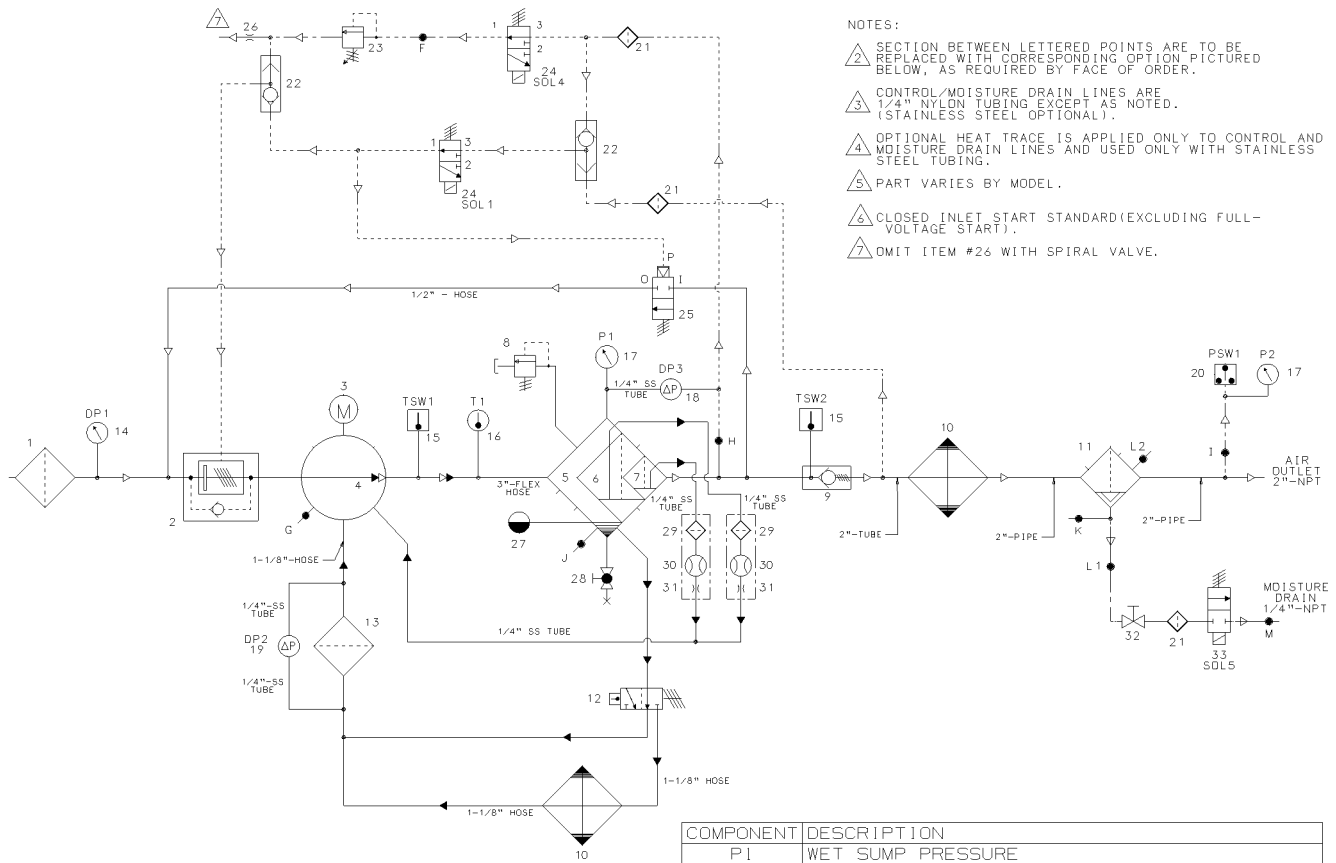 NOTES:
2 SECTION BETWEEN LETTERED POINTS ARE TO BE
REPLACED WITH CORRESPONDING OPTION PICTURED
BELOW, AS REQUIRED BY FACE OF ORDER.
3 CONTROL/MOISTURE DRAIN LINES ARE
1/4" NYLON TUBING EXCEPT AS NOTED.
(STAINLESS STEEL OPTIONAL).
4 OPTIONAL HEAT TRACE IS APPLIED ONLY TO CONTROL AND
MOISTURE DRAIN LINES AND USED ONLY WITH STAINLESS
STEEL TUBING.
5 PART VARIES BY MODEL.
6 CLOSED INLET START STANDARD(EXCLUDING FULL-
VOLTAGE START).
7 OMIT ITEM #26 WITH SPIRAL VALVE.
7
26
23
F
1
3
2
24
SOL4
21
22
1
3
2
24
SOL1
22
21
P
O
I
25
1/2" - HOSE
8
P1
17
DP3
ΔP
18
1/4" SS
TUBE
H
3
M
DP1
14
1
2
4
G
TSW1
15
T1
16
3"-FLEX
HOSE
5
6
7
27
J
28
1/4" SS
TUBE
1/4" SS
TUBE
29
29
30
30
31
31
TSW2
15
9
10
2"-TUBE
2"-PIPE
11
L2
K
L1
2"-PIPE
PSW1
20
P2
17
I
AIR
OUTLET
2"-NPT
32
21
33
SOL5
MOISTURE
DRAIN
1/4"-NPT
M
1-1/8"-HOSE
1/4"-SS
TUBE
DP2
19
ΔP
13
1/4"-SS
TUBE
1/4" SS TUBE
12
1-1/8" HOSE
1-1/8" HOSE
10
COMPONENT DESCRIPTION
P1 WET SUMP PRESSURE